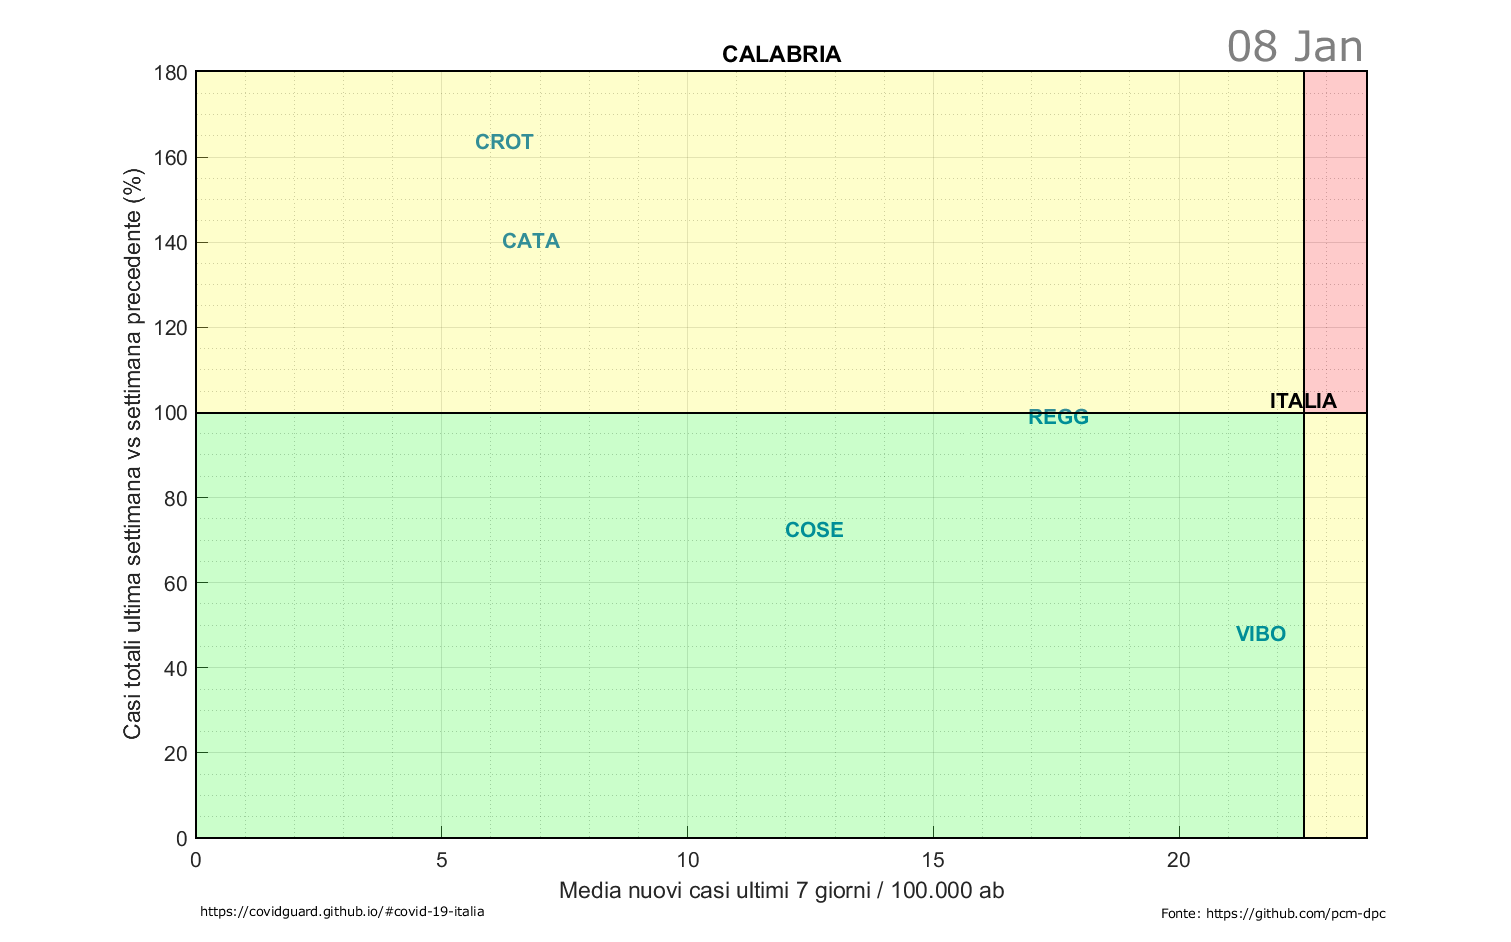 08 Jan
CALABRIA
180
160
140
120
100
80
60
40
20
0
Casi totali ultima settimana vs settimana precedente (%)
CROT
CATA
ITALIA
REGG
COSE
VIBO
0 5 10 15 20
Media nuovi casi ultimi 7 giorni / 100.000 ab
https://covidguard.github.io/#covid-19-italia
Fonte: https://github.com/pcm-dpc